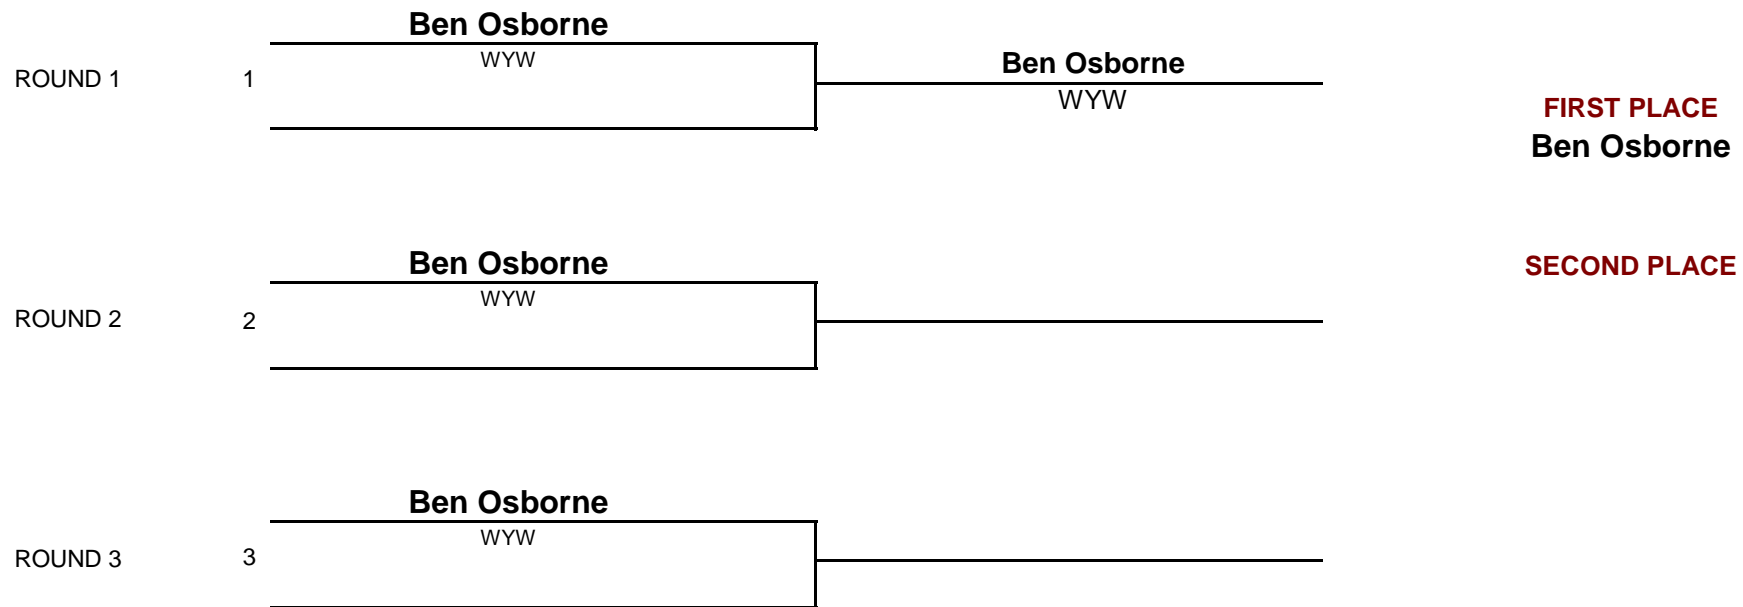 Ben Osborne
WYW
ROUND 1
1
Ben Osborne
WYW
FIRST PLACE
Ben Osborne
Ben Osborne
WYW
SECOND PLACE
ROUND 2
2
Ben Osborne
WYW
ROUND 3
3